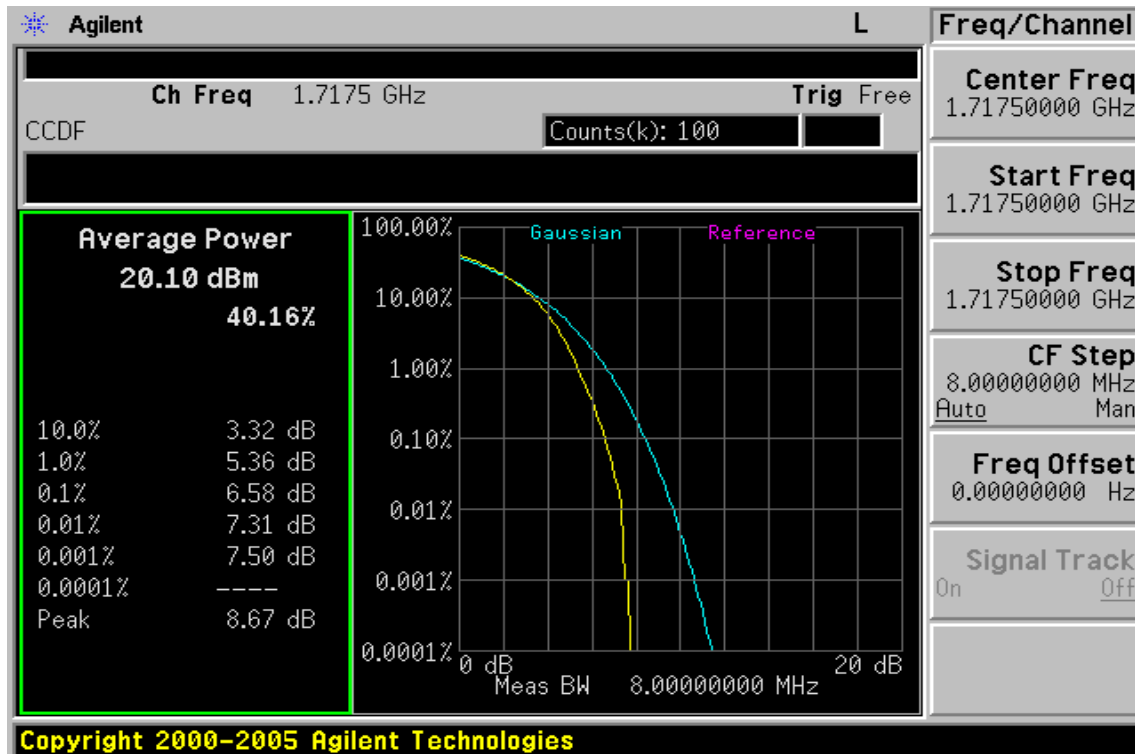 Agilent L
Ch Freq 1.7175 GHz Trig Free
CCDF Counts(k): 100
Average Power
20.10 dBm
40.16%
10.0% 3.32 dB
1.0% 5.36 dB
0.1% 6.58 dB
0.01% 7.31 dB
0.001% 7.50 dB
0.0001% ----
Peak 8.67 dB
Gaussian Reference
100.00%
10.00%
1.00%
0.10%
0.01%
0.001%
0.0001%
0 dB 20 dB
Meas BW 8.00000000 MHz
Freq/Channel
Center Freq
1.71750000 GHz
Start Freq
1.71750000 GHz
Stop Freq
1.71750000 GHz
CF Step
8.00000000 MHz
Auto Man
Freq Offset
0.00000000 Hz
Signal Track
On Off
Copyright 2000-2005 Agilent Technologies